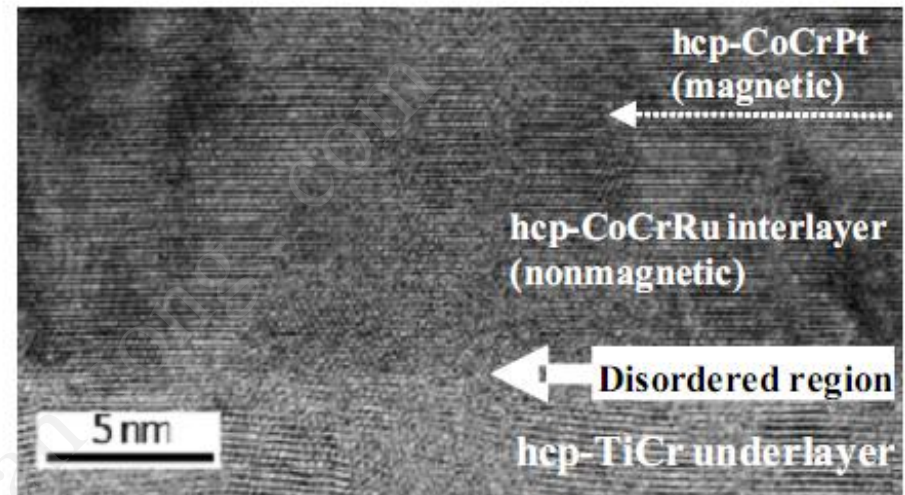 hcp-CoCrPt
(magnetic)
hcp-CoCrRu interlayer
(nonmagnetic)
Disordered region
5 nm
hcp-TiCr underlayer